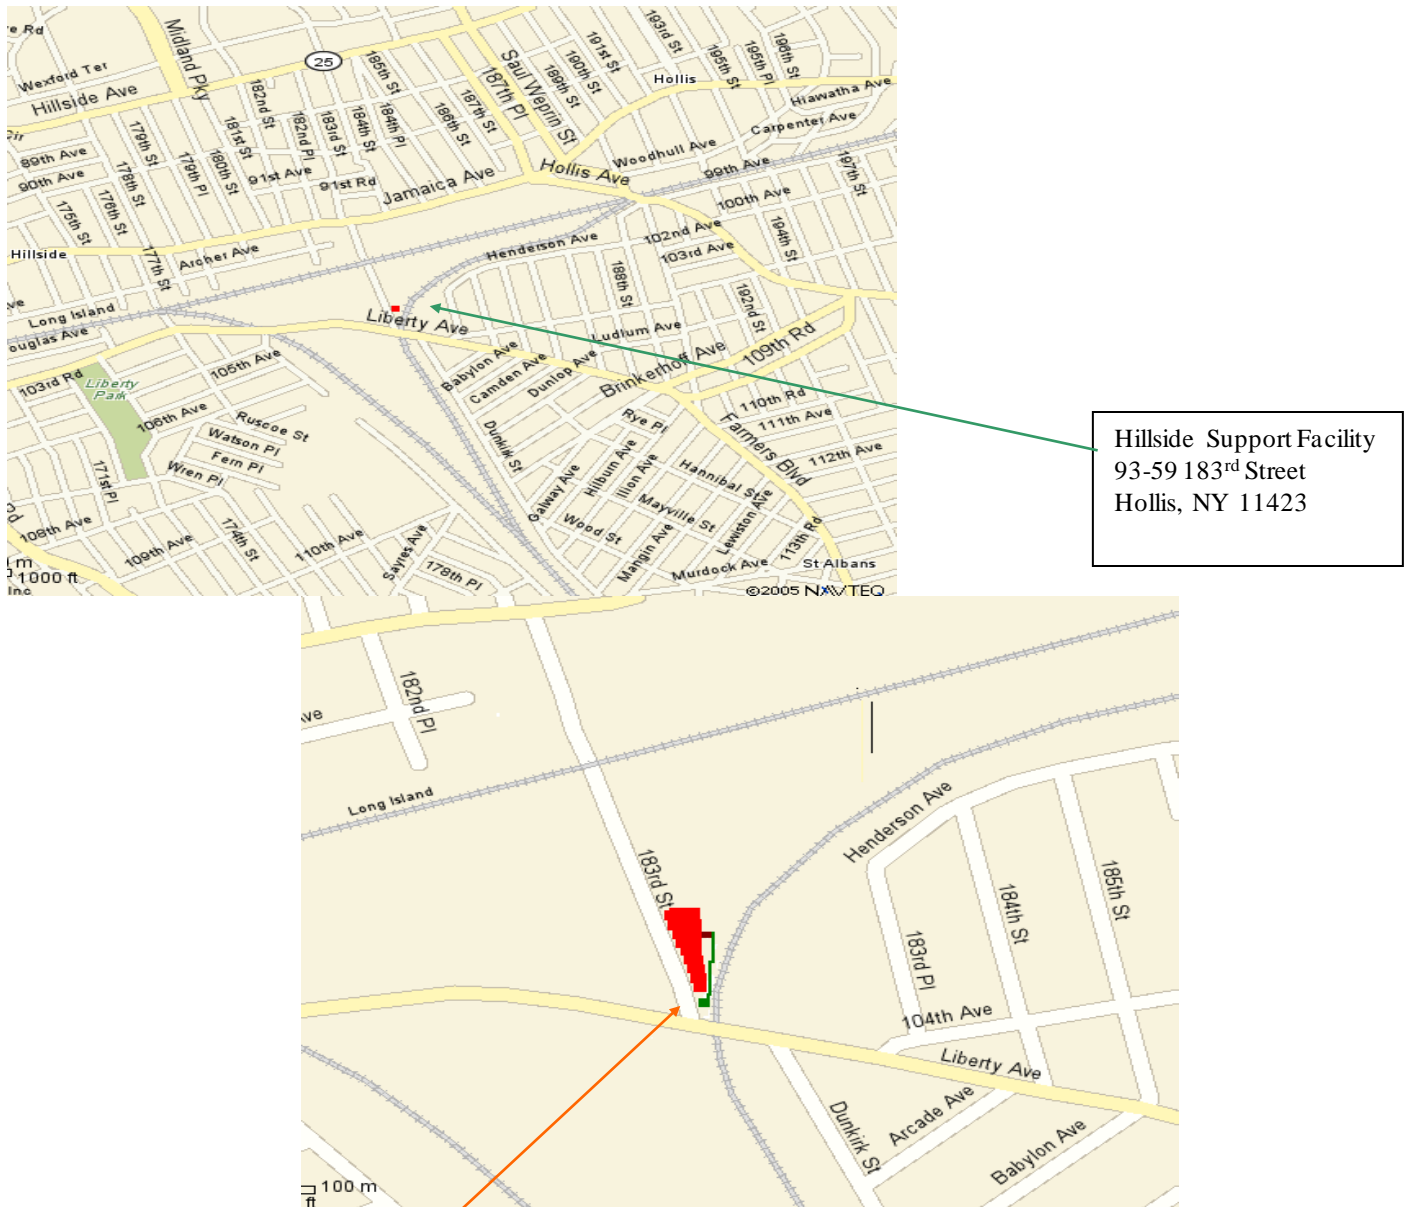 re Rd
Midland Pky
25
185th St
187th Pl
Saul Weprin St
191st St
190th St
189th St
193rd St
195th St
195th Pl
196th St
Hollis
Wexford Ter
Hillside Ave
182nd St
181st St
182nd Pl
183rd St
184th St
184th Pl
186th St
187th St
Hiawatha Ave
Carpenter Ave
Cir
89th Ave
90th Ave
179th St
178th St
179th Pl
180th St
91st Ave
91st Rd
Jamaica Ave
Hollis Ave
Woodhull Ave
99th Ave
197th St
100th Ave
175th St
176th St
177th St
Hillside
Archer Ave
Henderson Ave
102nd Ave
103rd Ave
194th St
188th St
192nd St
ve
Long Island
ouglas Ave
Liberty Ave
Ludlum Ave
109th Rd
Brinkerhoff Ave
Babylon Ave
Camden Ave
Dunlop Ave
103rd Rd
Liberty
Park
105th Ave
106th Ave
Ruscoe St
Watson Pl
Fern Pl
Wren Pl
171st Pl
110th Rd
111th Ave
112th Ave
Farmers Blvd
Rye Pl
Dunkirk St
Galway Ave
Hilburn Ave
Ilion Ave
Hannibal St
Mayville St
Lewiston Ave
Wood St
Mangin Ave
113th Rd
Murdock Ave
St Albans
108th Ave
109th Ave
174th St
110th Ave
Sayres Ave
178th Pl
d
0 m
1000 ft
Inc
©2005 NAVTEQ
Hillside Support Facility
93-59 183rd Street
Hollis, NY 11423
182nd Pl
ve
Long Island
183rd St
Henderson Ave
184th St
185th St
183rd Pl
104th Ave
Liberty Ave
Dunkirk St
Arcade Ave
Babylon Ave
100 m
ft